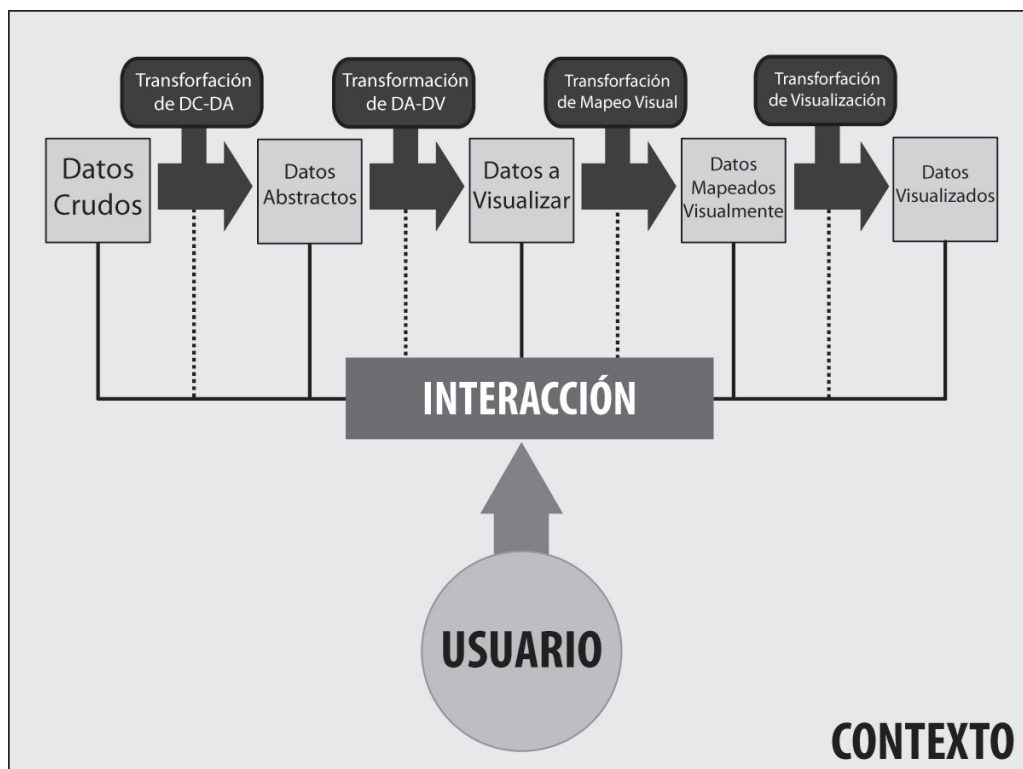 Transforfación
de DC-DA
Transformación
de DA-DV
Transforfación
de Mapeo Visual
Transforfación
de Visualización
Datos
Crudos
Datos
Abstractos
Datos a
Visualizar
Datos
Mapeados
Visualmente
Datos
Visualizados
INTERACCIÓN
USUARIO
CONTEXTO